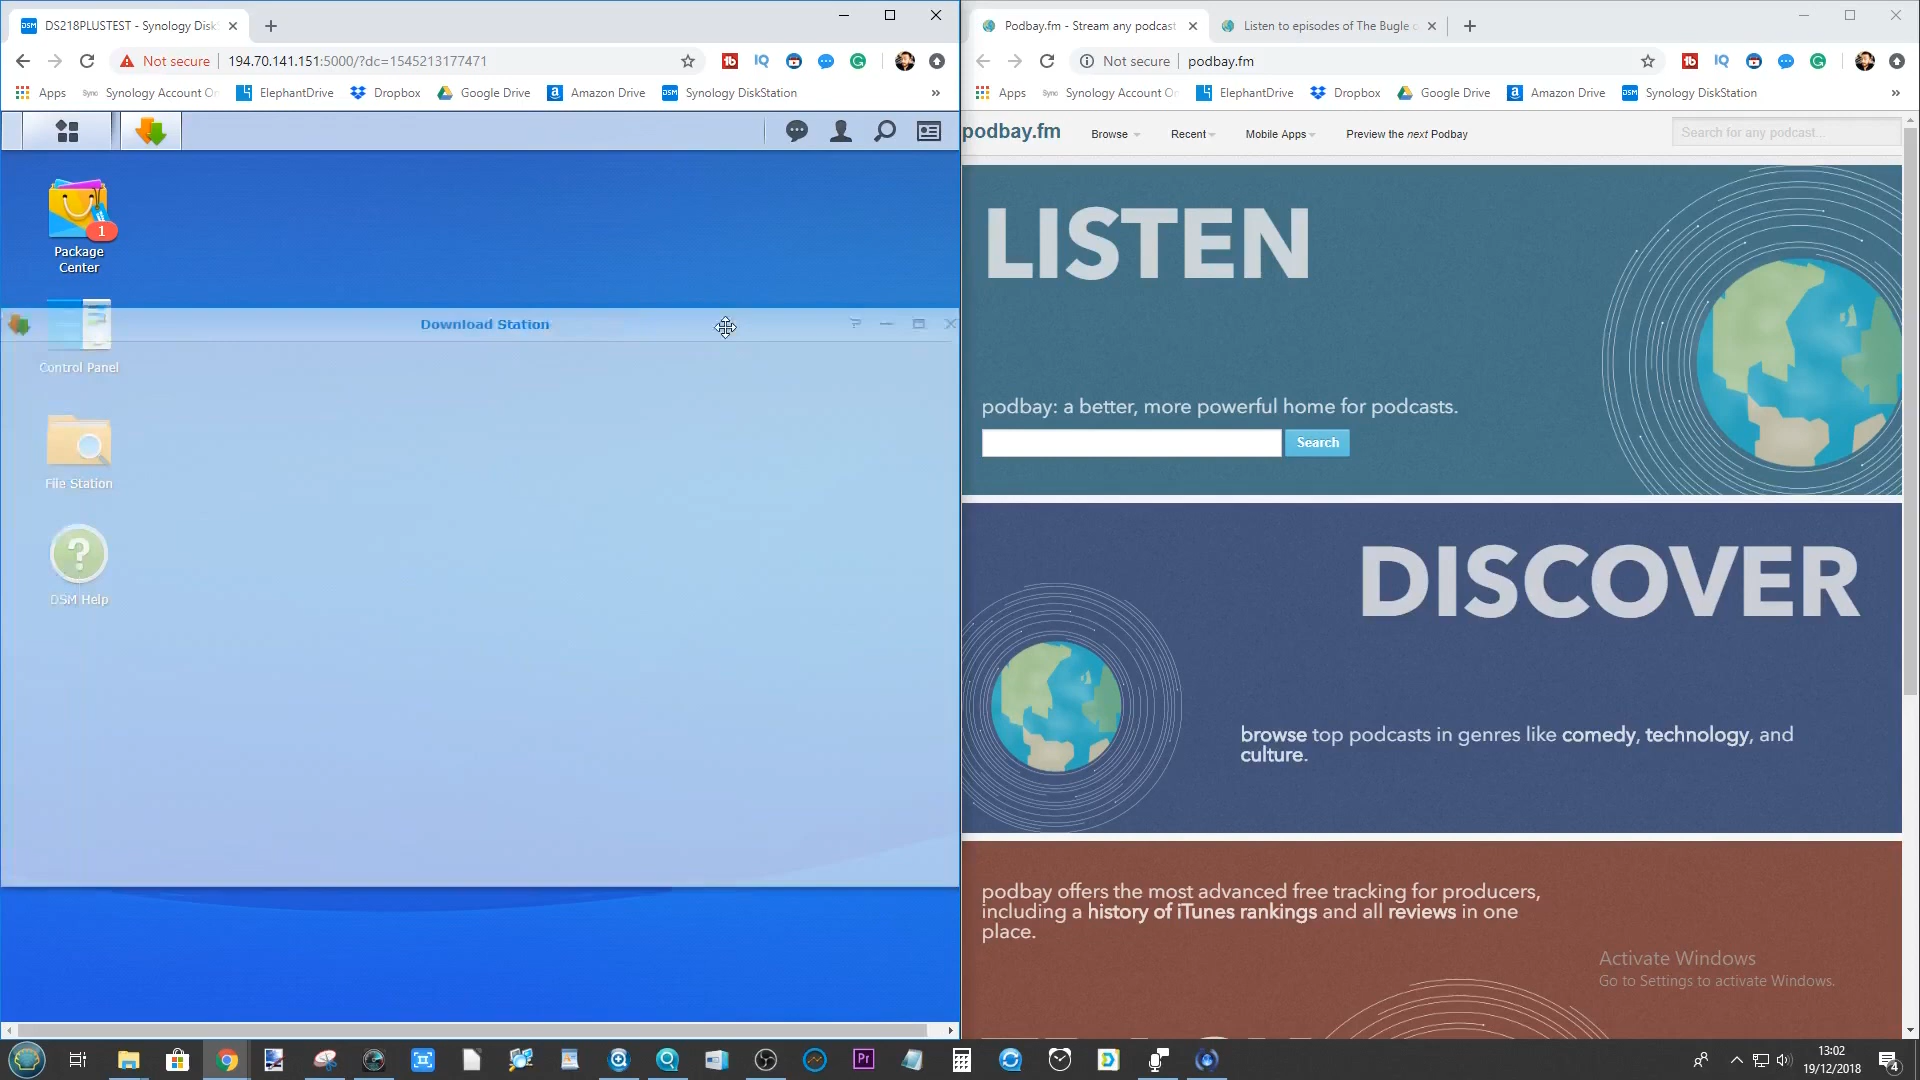 DS218PLUSTEST - Synology Disk
Not secure
194.70.141.151:5000/?dc=1545213177471
Apps
Synology Account On
ElephantDrive
Dropbox
Google Drive
Amazon Drive
Synology DiskStation
»
1
Package
Center
Download Station
Control Panel
File Station
DSM Help
Podbay.fm - Stream any podcast
Listen to episodes of The Bugle o
Not secure
podbay.fm
Apps
Synology Account On
ElephantDrive
Dropbox
Google Drive
Amazon Drive
Synology DiskStation
»
podbay.fm
Browse
Recent
Mobile Apps
Preview the next Podbay
Search for any podcast...
LISTEN
podbay: a better, more powerful home for podcasts.
Search
DISCOVER
browse top podcasts in genres like comedy, technology, and
culture.
podbay offers the most advanced free tracking for producers,
including a history of iTunes rankings and all reviews in one
place.
Activate Windows
Go to Settings to activate Windows.
Pr
13:02
19/12/2018
4